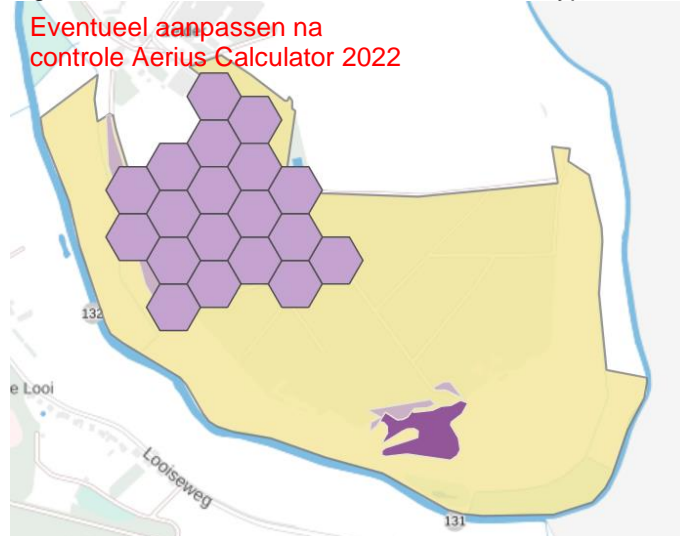 Eventueel aanpassen na
controle Aerius Calculator 2022
132
e Looi
Looiseweg
131